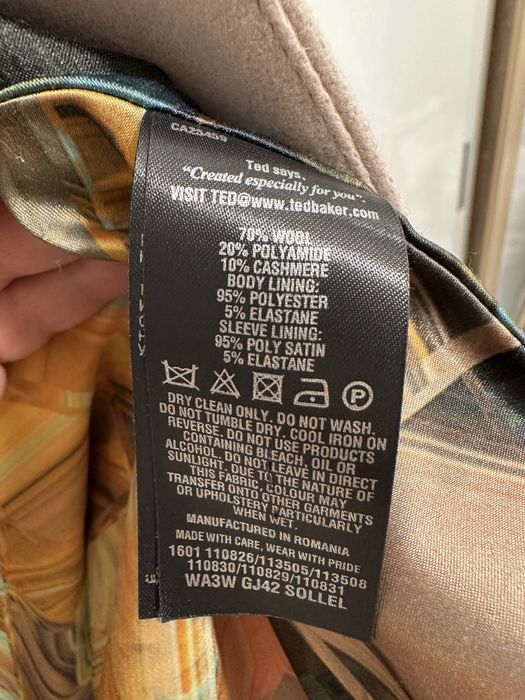 CA25459
Ted says,
"Created especially for you".
VISIT TED@www.tedbaker.com
70% WOOL
20% POLYAMIDE
10% CASHMERE
BODY LINING:
95% POLYESTER
5% ELASTANE
SLEEVE LINING:
95% POLY SATIN
5% ELASTANE
P
DRY CLEAN ONLY. DO NOT WASH.
DO NOT TUMBLE DRY. COOL IRON ON
REVERSE. DO NOT USE PRODUCTS
CONTAINING BLEACH, OIL OR
ALCOHOL. DO NOT LEAVE IN DIRECT
SUNLIGHT. DUE TO THE NATURE OF
THIS FABRIC, COLOUR MAY
TRANSFER ONTO OTHER GARMENTS
OR UPHOLSTERY PARTICULARLY
WHEN WET.
MANUFACTURED IN ROMANIA
MADE WITH CARE, WEAR WITH PRIDE
1601 110826/113505/113508
110830/110829/110831
WA3W GJ42 SOLLEL